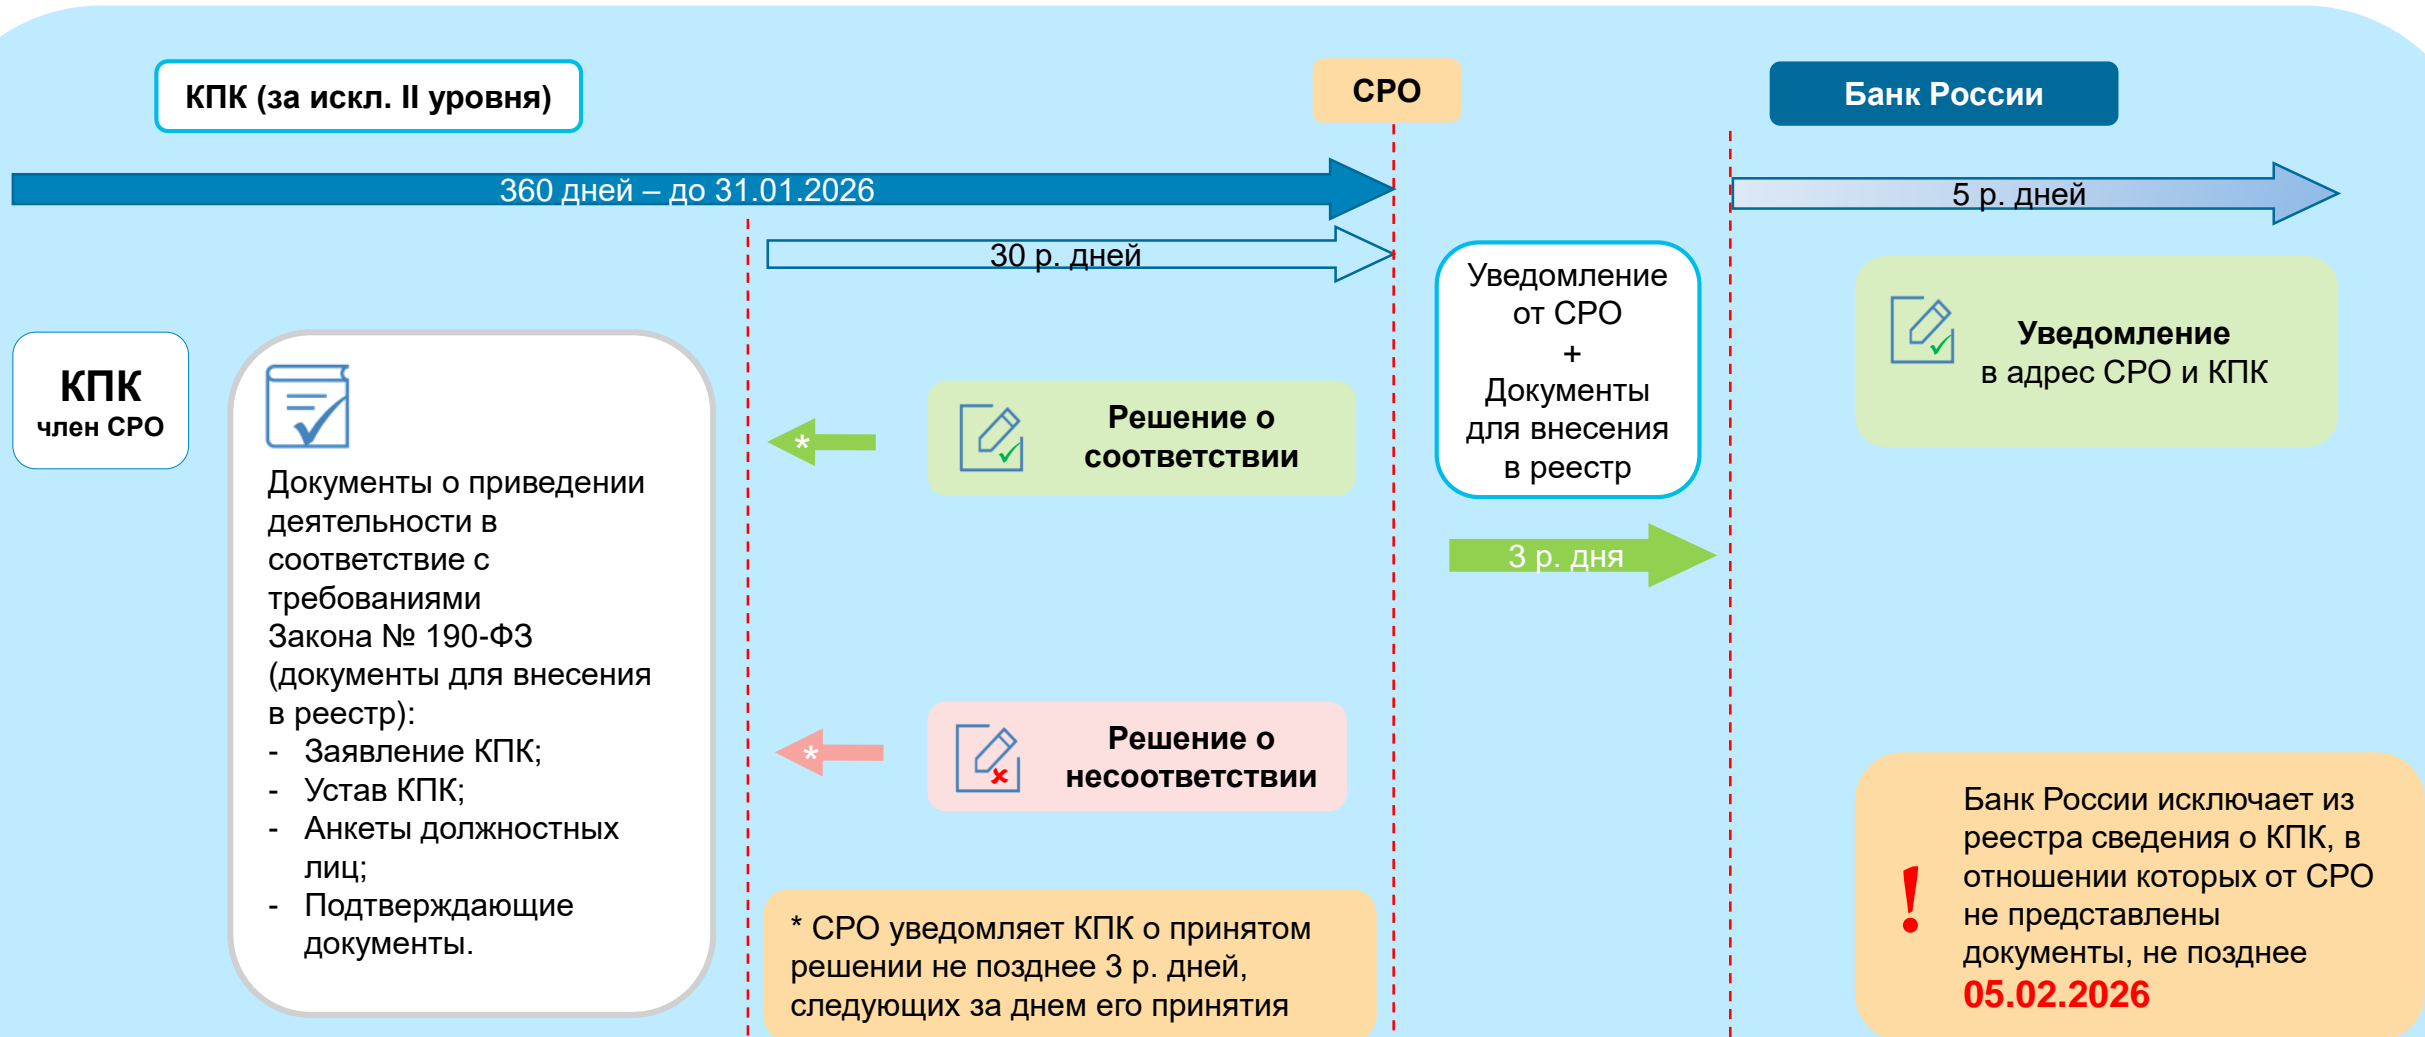 КПК (за искл. II уровня)
СРО
Банк России
360 дней – до 31.01.2026
5 р. дней
30 р. дней
КПК
член СРО
Документы о приведении
деятельности в
соответствие с
требованиями
Закона № 190-ФЗ
(документы для внесения
в реестр):
- Заявление КПК;
- Устав КПК;
- Анкеты должностных
лиц;
- Подтверждающие
документы.
*
Решение о
соответствии
*
Решение о
несоответствии
* СРО уведомляет КПК о принятом
решении не позднее 3 р. дней,
следующих за днем его принятия
Уведомление
от СРО
+
Документы
для внесения
в реестр
3 р. дня
Уведомление
в адрес СРО и КПК
!
Банк России исключает из
реестра сведения о КПК, в
отношении которых от СРО
не представлены
документы, не позднее
05.02.2026